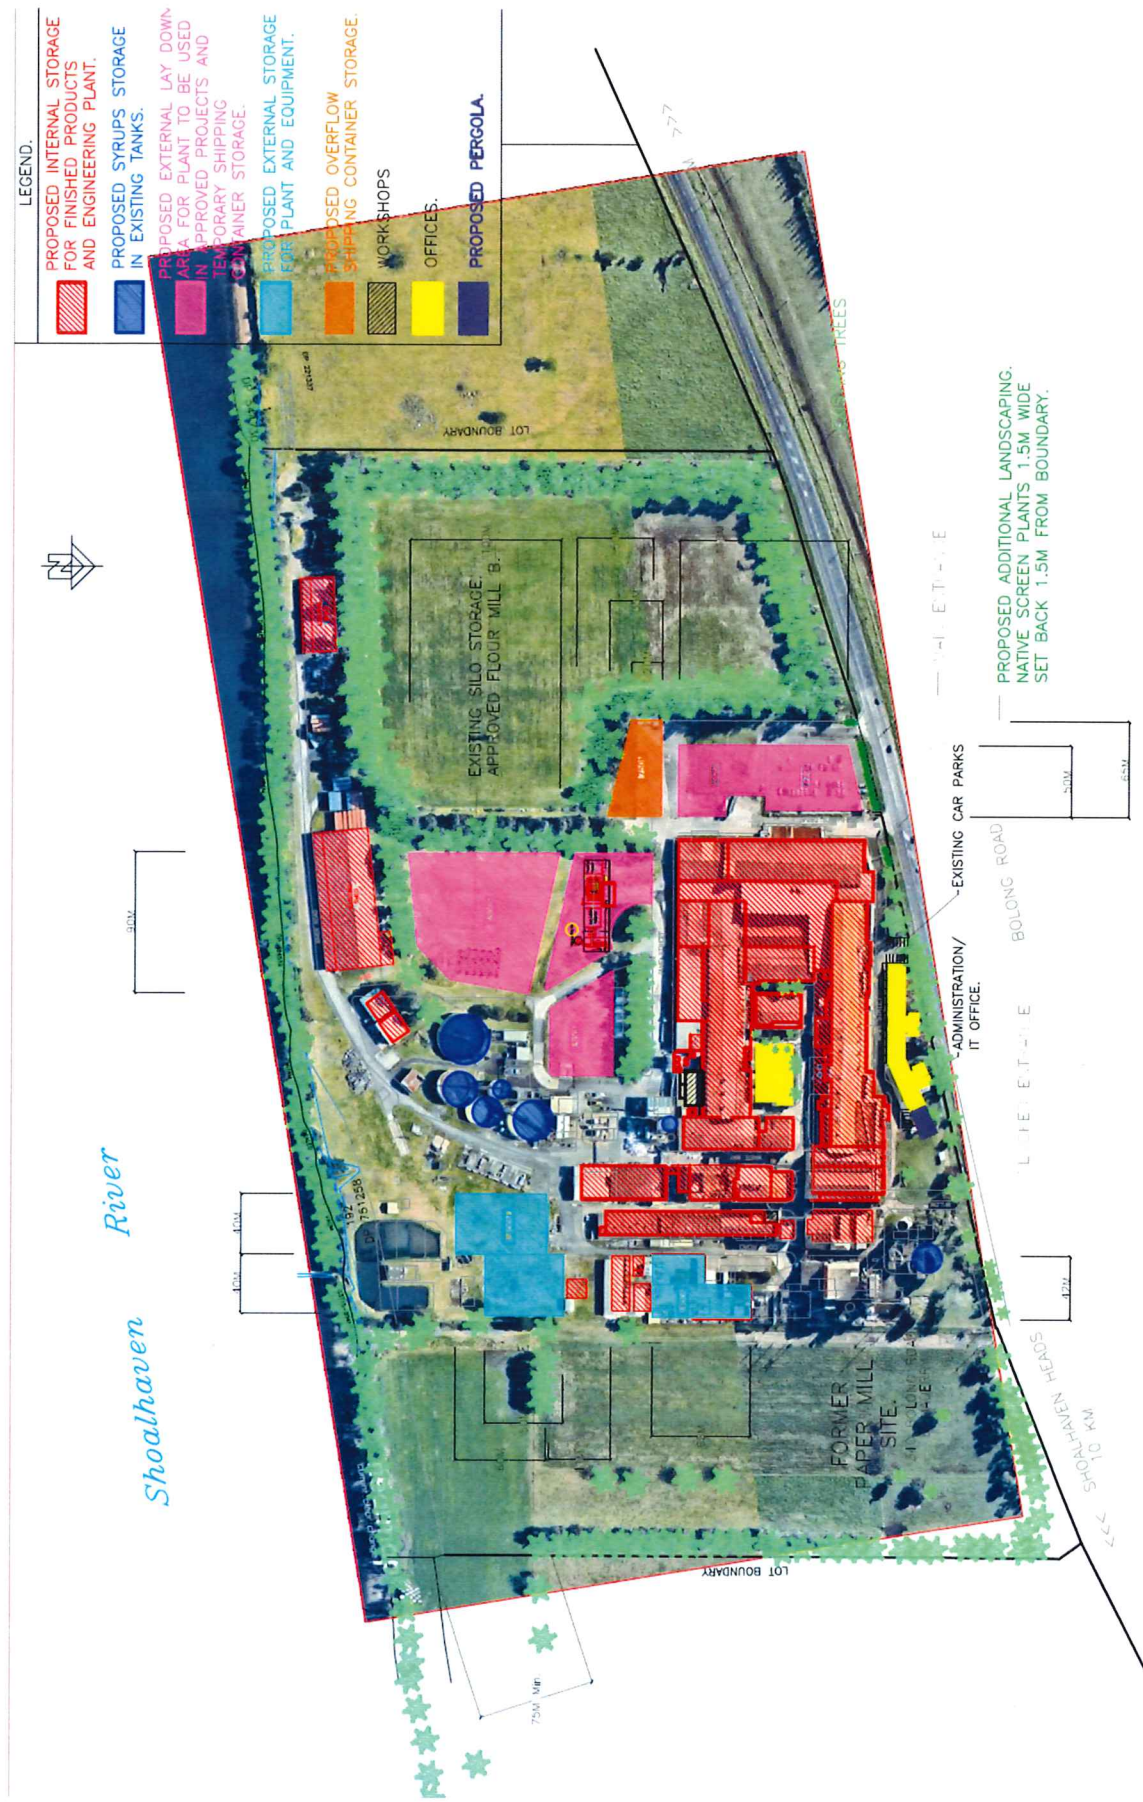 LEGEND.
PROPOSED INTERNAL STORAGE
FOR FINISHED PRODUCTS
AND ENGINEERING PLANT.
PROPOSED SYRUPS STORAGE
IN EXISTING TANKS.
PROPOSED EXTERNAL LAY DOWN
AREA FOR PLANT TO BE USED
IN APPROVED PROJECTS AND
TEMPORARY SHIPPING
CONTAINER STORAGE.
PROPOSED EXTERNAL STORAGE
FOR PLANT AND EQUIPMENT.
PROPOSED OVERFLOW
SHIPPING CONTAINER STORAGE.
WORKSHOPS
OFFICES.
PROPOSED PERGOLA.
N
Shoalhaven River
90M
40M
40M
192
751258
DP
LOT BOUNDARY
EXISTING SILO STORAGE.
APPROVED FLOUR MILL B.
FORMER
PAPER MILL
SITE.
LOT BOUNDARY
75M Min
TREES
PROPOSED ADDITIONAL LANDSCAPING.
NATIVE SCREEN PLANTS 1.5M WIDE
SET BACK 1.5M FROM BOUNDARY.
-EXISTING CAR PARKS
-ADMINISTRATION/
IT OFFICE.
BOLONG ROAD
50M
65M
42M
<<< SHOALHAVEN HEADS
10 KM